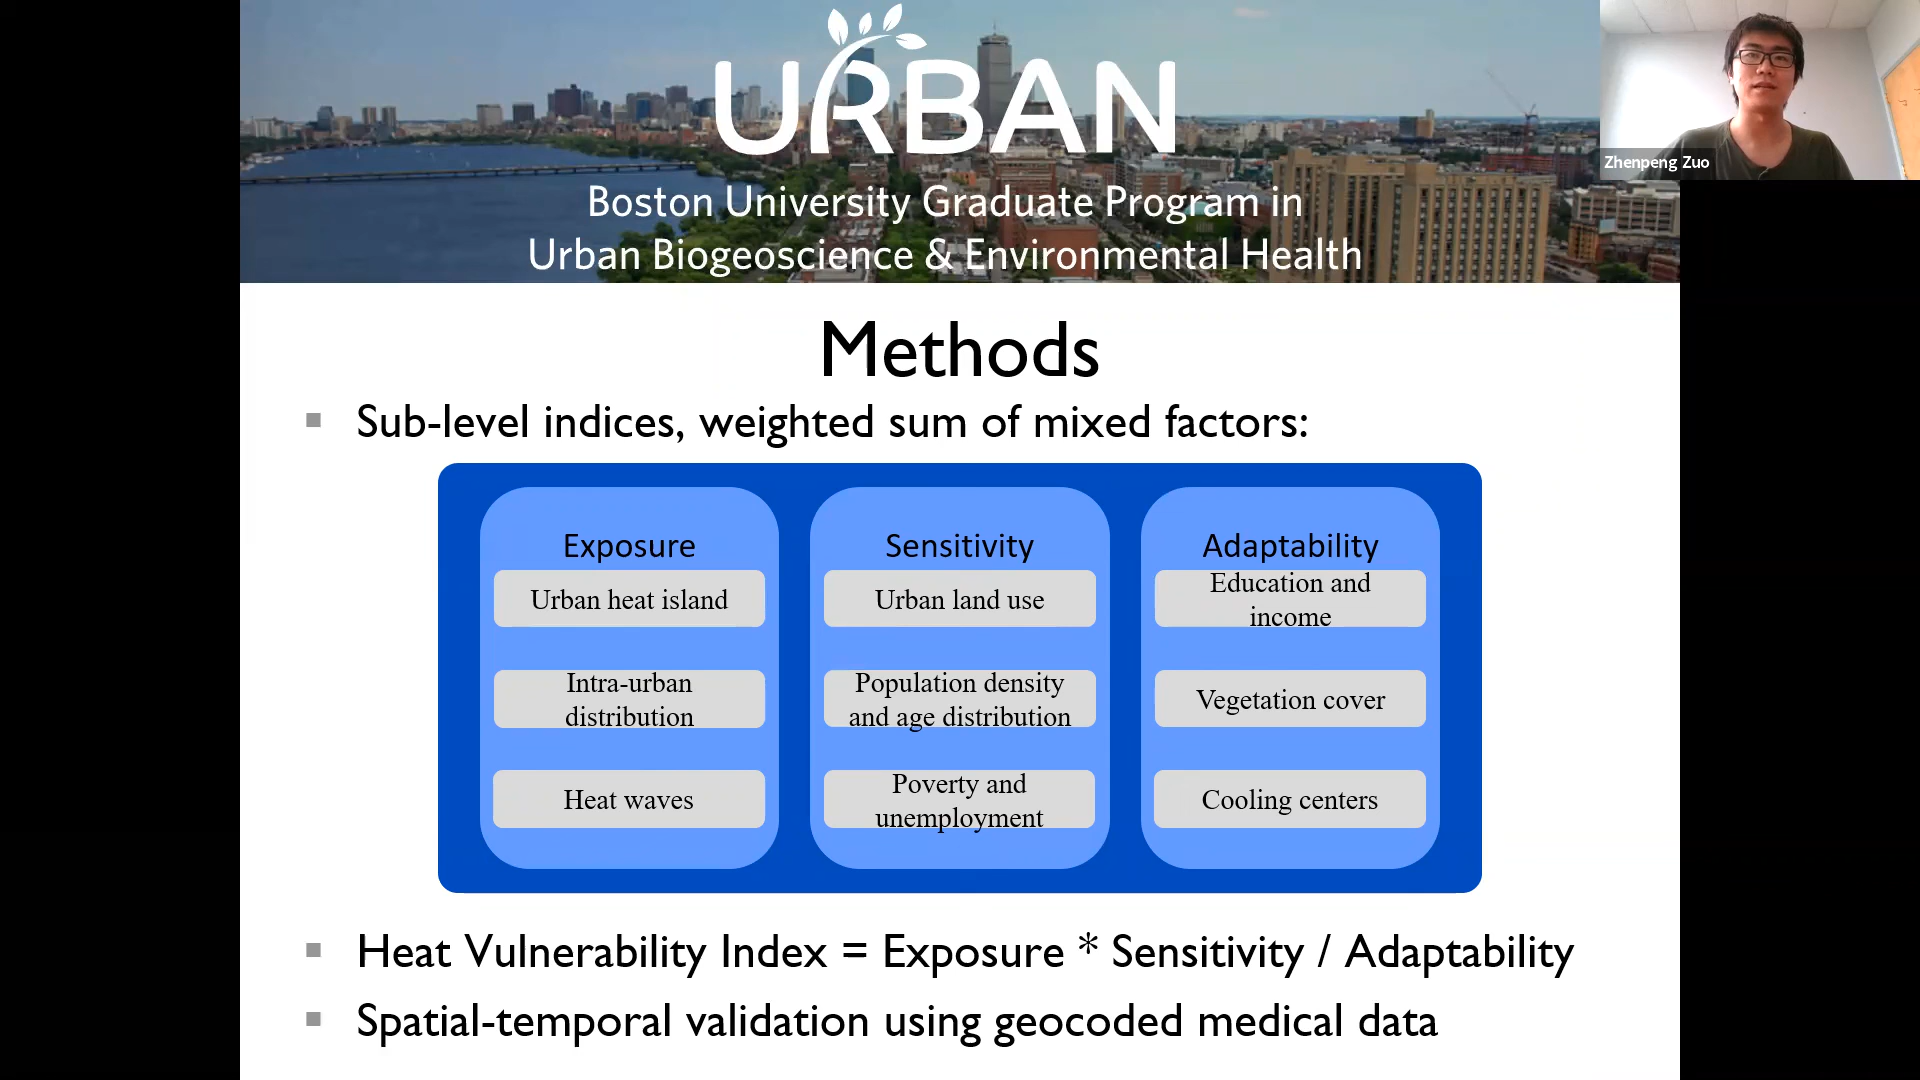 URBAN
Boston University Graduate Program in
Urban Biogeoscience & Environmental Health
Zhenpeng Zuo
Methods
Sub-level indices, weighted sum of mixed factors:
Exposure
Urban heat island
Intra-urban
distribution
Heat waves
Sensitivity
Urban land use
Population density
and age distribution
Poverty and
unemployment
Adaptability
Education and
income
Vegetation cover
Cooling centers
Heat Vulnerability Index = Exposure * Sensitivity / Adaptability
Spatial-temporal validation using geocoded medical data